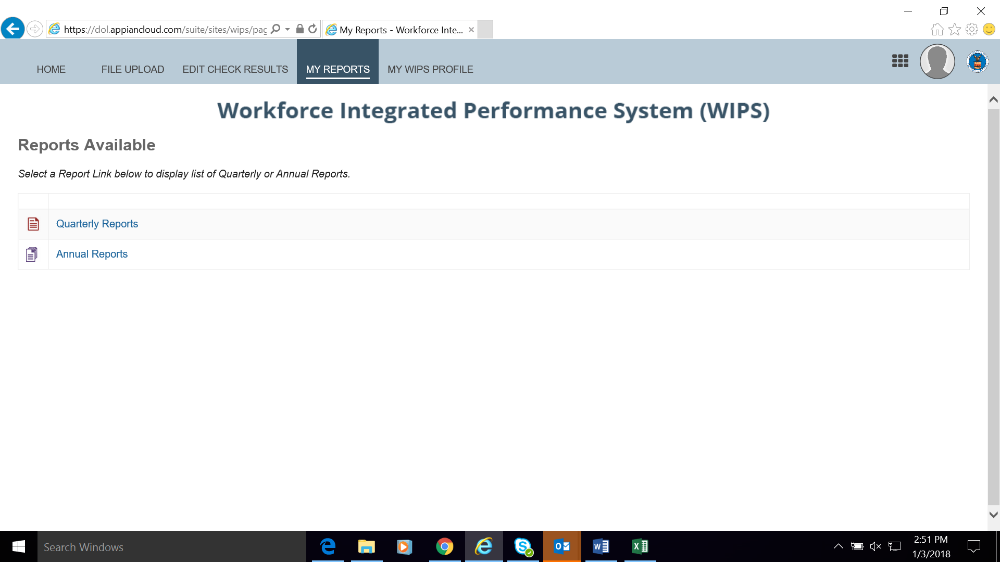 https://dol.appiancloud.com/suite/sites/wips/pag
My Reports - Workforce Inte...
HOME
FILE UPLOAD
EDIT CHECK RESULTS
MY REPORTS
MY WIPS PROFILE
Workforce Integrated Performance System (WIPS)
Reports Available
Select a Report Link below to display list of Quarterly or Annual Reports.
Quarterly Reports
Annual Reports
Search Windows
2:51 PM
1/3/2018